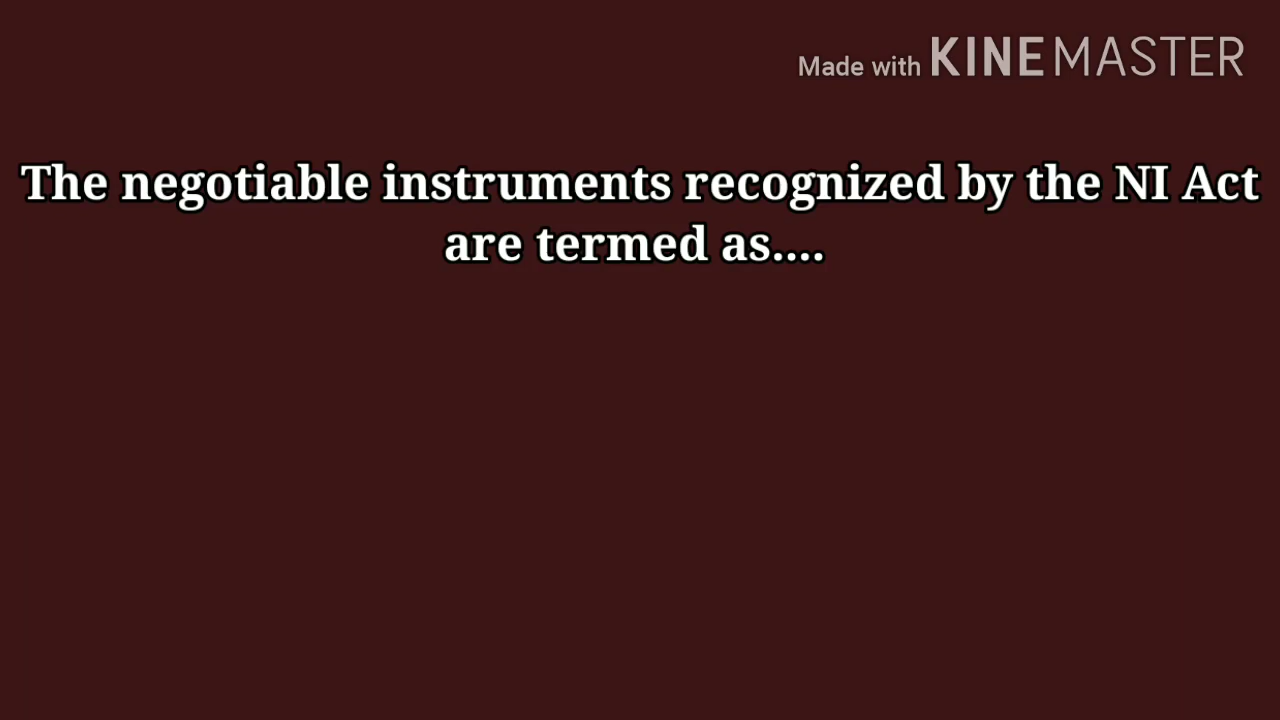 Made with KINEMASTER
The negotiable instruments recognized by the NI Act
are termed as....